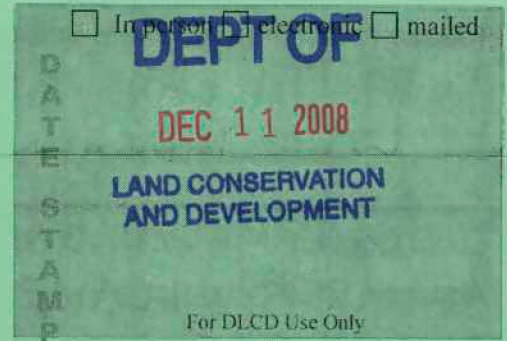 ☐ In person ☐ electronic ☐ mailed
DEPT OF
DEC 11 2008
LAND CONSERVATION
AND DEVELOPMENT
DATE STAMP
For DLCD Use Only